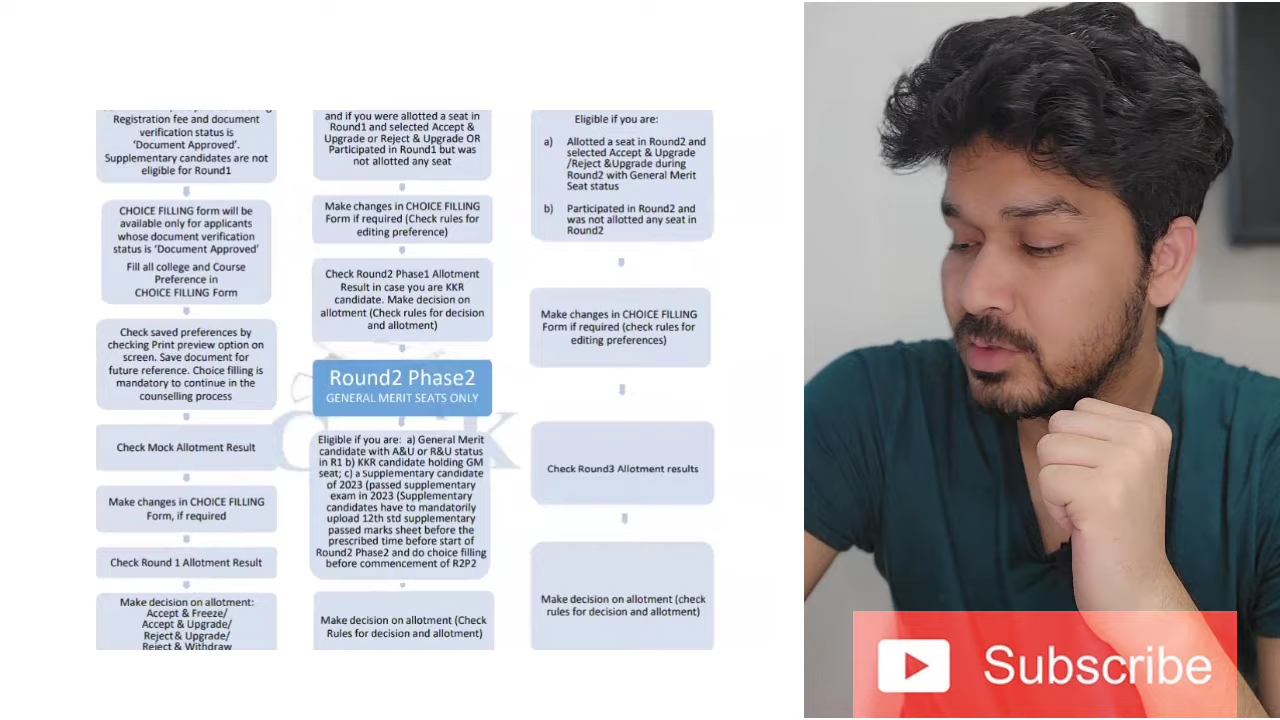 Registration fee and document
verification status is
'Document Approved'.
Supplementary candidates are not
eligible for Round1
CHOICE FILLING form will be
available only for applicants
whose document verification
status is 'Document Approved'
Fill all college and Course
Preference in
CHOICE FILLING Form
Check saved preferences by
checking Print preview option on
screen. Save document for
future reference. Choice filling is
mandatory to continue in the
counselling process
Check Mock Allotment Result
Make changes in CHOICE FILLING
Form, if required
Check Round 1 Allotment Result
Make decision on allotment:
Accept & Freeze/
Accept & Upgrade/
Reject & Upgrade/
Reject & Withdraw
and if you were allotted a seat in
Round1 and selected Accept &
Upgrade or Reject & Upgrade OR
Participated in Round1 but was
not allotted any seat
Make changes in CHOICE FILLING
Form if required (Check rules for
editing preference)
Check Round2 Phase1 Allotment
Result in case you are KKR
candidate. Make decision on
allotment (Check rules for decision
and allotment)
Round2 Phase2
GENERAL MERIT SEATS ONLY
Eligible if you are: a) General Merit
candidate with A&U or R&U status
in R1 b) KKR candidate holding GM
seat; c) a Supplementary candidate
of 2023 (passed supplementary
exam in 2023 (Supplementary
candidates have to mandatorily
upload 12th std supplementary
passed marks sheet before the
prescribed time before start of
Round2 Phase2 and do choice filling
before commencement of R2P2
Make decision on allotment (Check
Rules for decision and allotment)
Eligible if you are:
a) Allotted a seat in Round2 and
selected Accept & Upgrade
/Reject &Upgrade during
Round2 with General Merit
Seat status
b) Participated in Round2 and
was not allotted any seat in
Round2
Make changes in CHOICE FILLING
Form if required (check rules for
editing preferences)
Check Round3 Allotment results
Make decision on allotment (check
rules for decision and allotment)
Subscribe